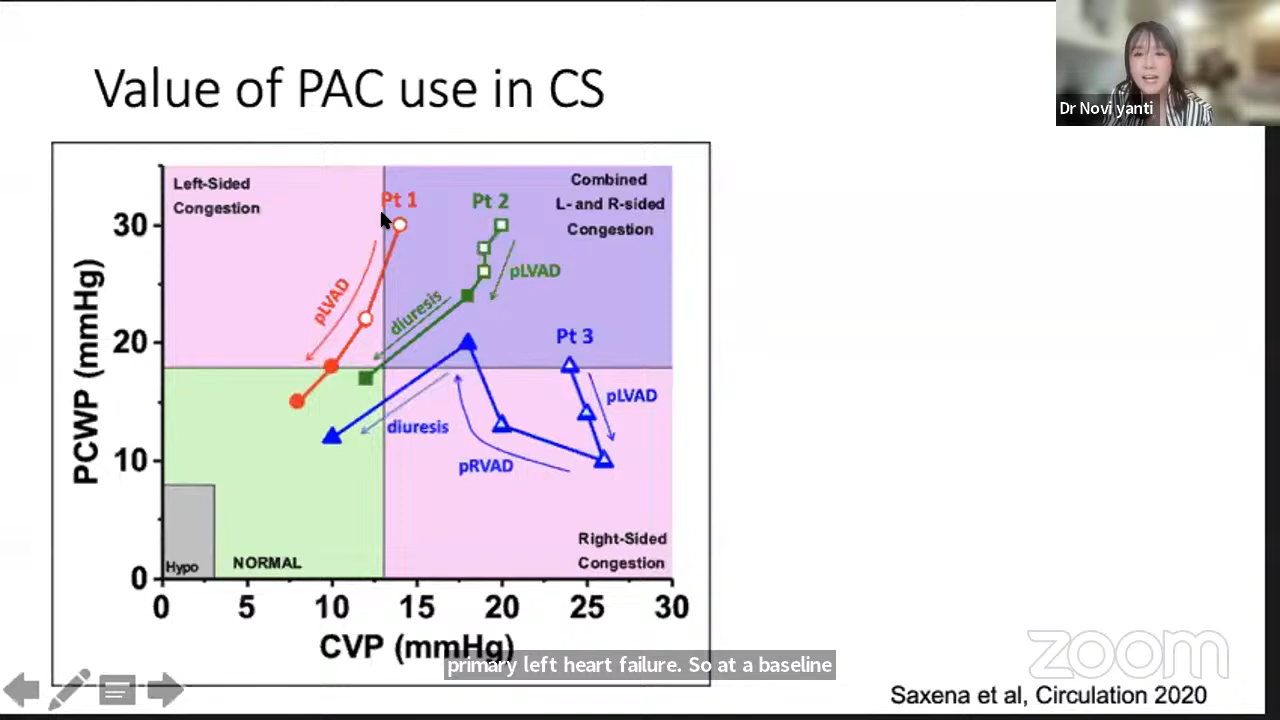 Value of PAC use in CS
Dr Novi yanti
Left-Sided
Congestion
Combined
L- and R-sided
Congestion
Pt 1
Pt 2
Pt 3
pLVAD
pLVAD
diuresis
pLVAD
diuresis
pRVAD
Right-Sided
Congestion
Hypo
NORMAL
PCWP (mmHg)
30
20
10
0
0 5 10 15 20 25 30
CVP (mmHg)
primary left heart failure. So at a baseline
zoom
Saxena et al, Circulation 2020